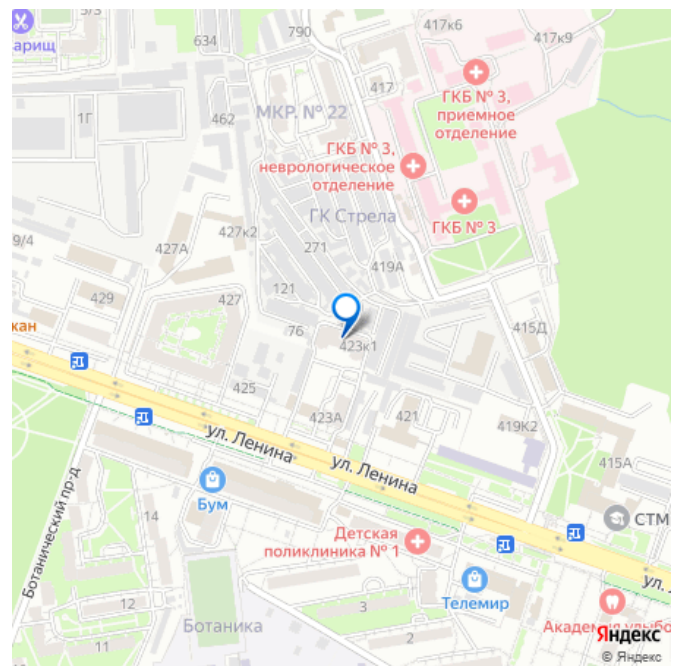 5/3
арищ
634
790
417к6
417к9
417
ГКБ № 3,
приемное
отделение
1Г
462
МКР. № 22
ГКБ № 3,
неврологическое
отделение
ГК Стрела
ГКБ № 3
427к2
427А
9/4
271
419А
121
429
427
кан
76
423к1
415Д
425
423А
421
419К2
ул. Ленина
ул. Ленина
415А
Бум
СТМ
Ботанический пр-д
14
Детская
поликлиника № 1
ул. Л
Телемир
12
3
Ботаника
Академия улыбо
11
2
Яндекс
© Яндекс